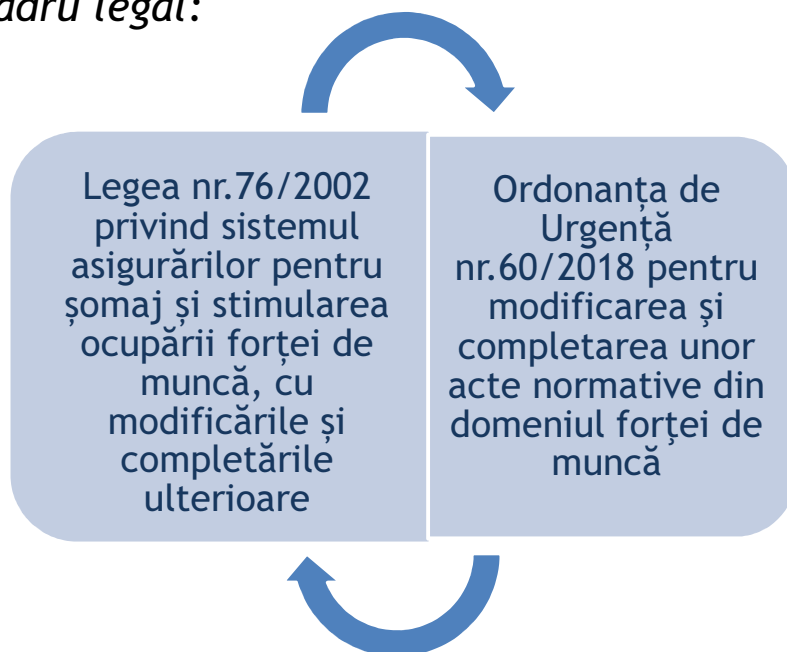 adru legal:
Legea nr.76/2002
privind sistemul
asigurărilor pentru
șomaj și stimularea
ocupării forței de
muncă, cu
modificările și
completările
ulterioare
Ordonanța de
Urgență
nr.60/2018 pentru
modificarea şi
completarea unor
acte normative din
domeniul forţei de
muncă